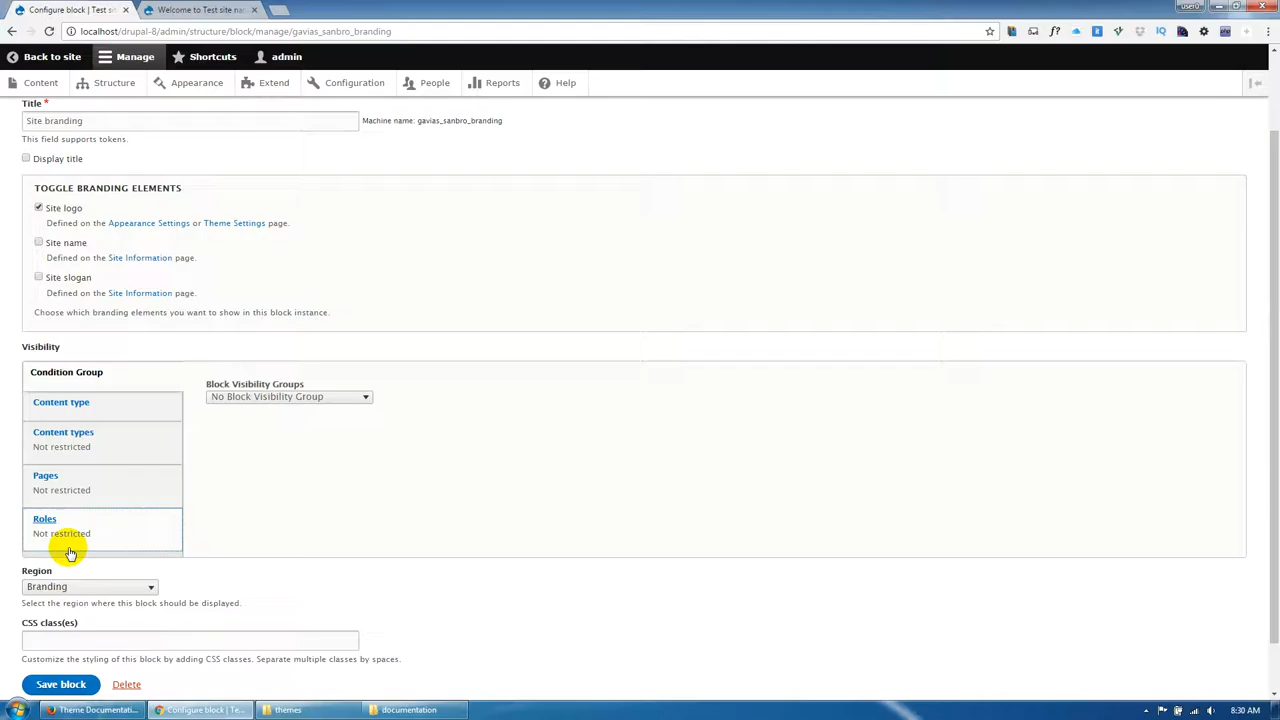 Configure block | Test si
Welcome to Test site nam
user0
localhost/drupal-8/admin/structure/block/manage/gavias_sanbro_branding
Back to site
Manage
Shortcuts
admin
Content
Structure
Appearance
Extend
Configuration
People
Reports
Help
Title *
Site branding
Machine name: gavias_sanbro_branding
This field supports tokens.
Display title
TOGGLE BRANDING ELEMENTS
Site logo
Defined on the Appearance Settings or Theme Settings page.
Site name
Defined on the Site Information page.
Site slogan
Defined on the Site Information page.
Choose which branding elements you want to show in this block instance.
Visibility
Condition Group
Block Visibility Groups
No Block Visibility Group
Content type
Content types
Not restricted
Pages
Not restricted
Roles
Not restricted
Region
Branding
Select the region where this block should be displayed.
CSS class(es)
Customize the styling of this block by adding CSS classes. Separate multiple classes by spaces.
Save block
Delete
Theme Documentati...
Configure block | Te...
themes
documentation
8:30 AM